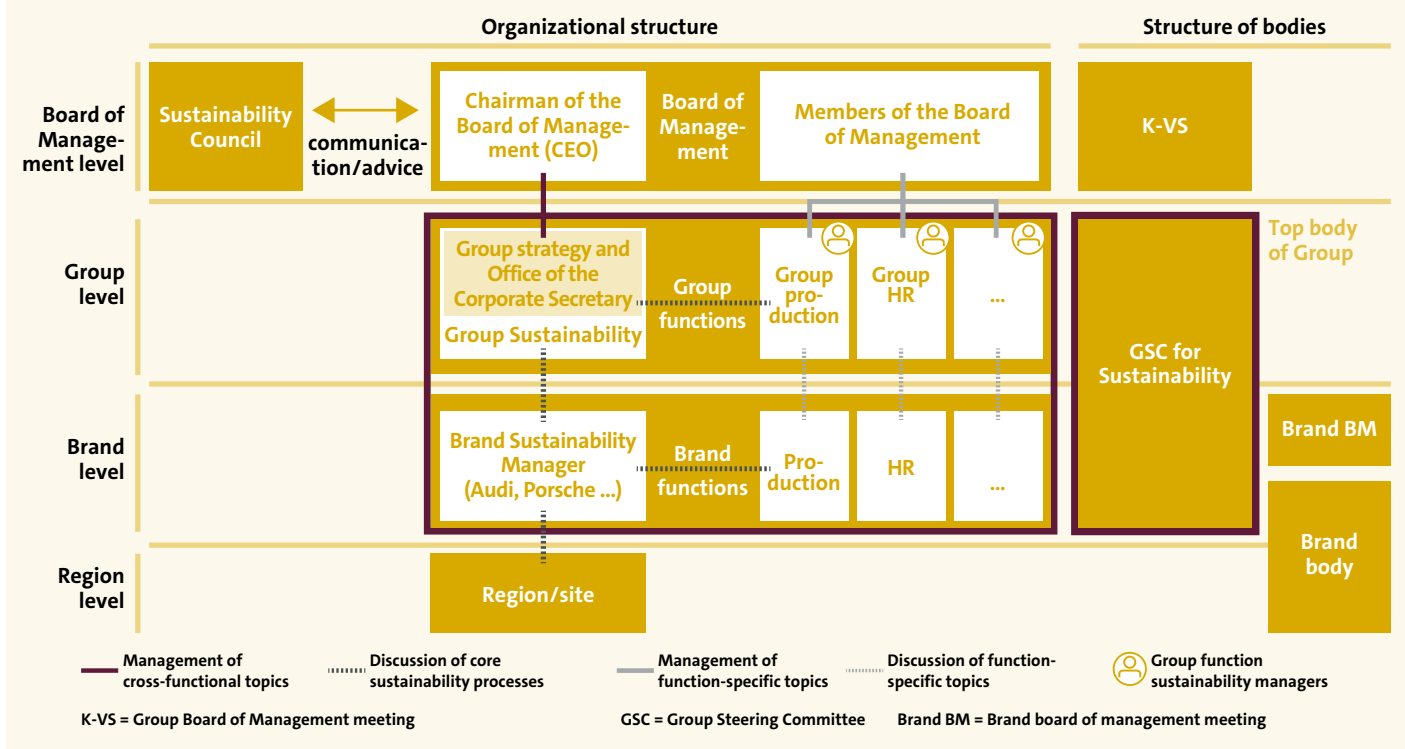 Organizational structure
Structure of bodies
Board of
Manage-
ment level
Sustainability
Council
communica-
tion/advice
Chairman of the
Board of Manage-
ment (CEO)
Board of
Manage-
ment
Members of the Board
of Management
K-VS
Group
level
Group strategy and
Office of the
Corporate Secretary
Group Sustainability
Group
functions
Group
pro-
duction
Group
HR
...
GSC for
Sustainability
Top body
of Group
Brand
level
Brand Sustainability
Manager
(Audi, Porsche ...)
Brand
functions
Pro-
duction
HR
...
Brand BM
Brand
body
Region
level
Region/site
Management of
cross-functional topics
Discussion of core
sustainability processes
Management of
function-specific topics
Discussion of function-
specific topics
Group function
sustainability managers
K-VS = Group Board of Management meeting
GSC = Group Steering Committee
Brand BM = Brand board of management meeting